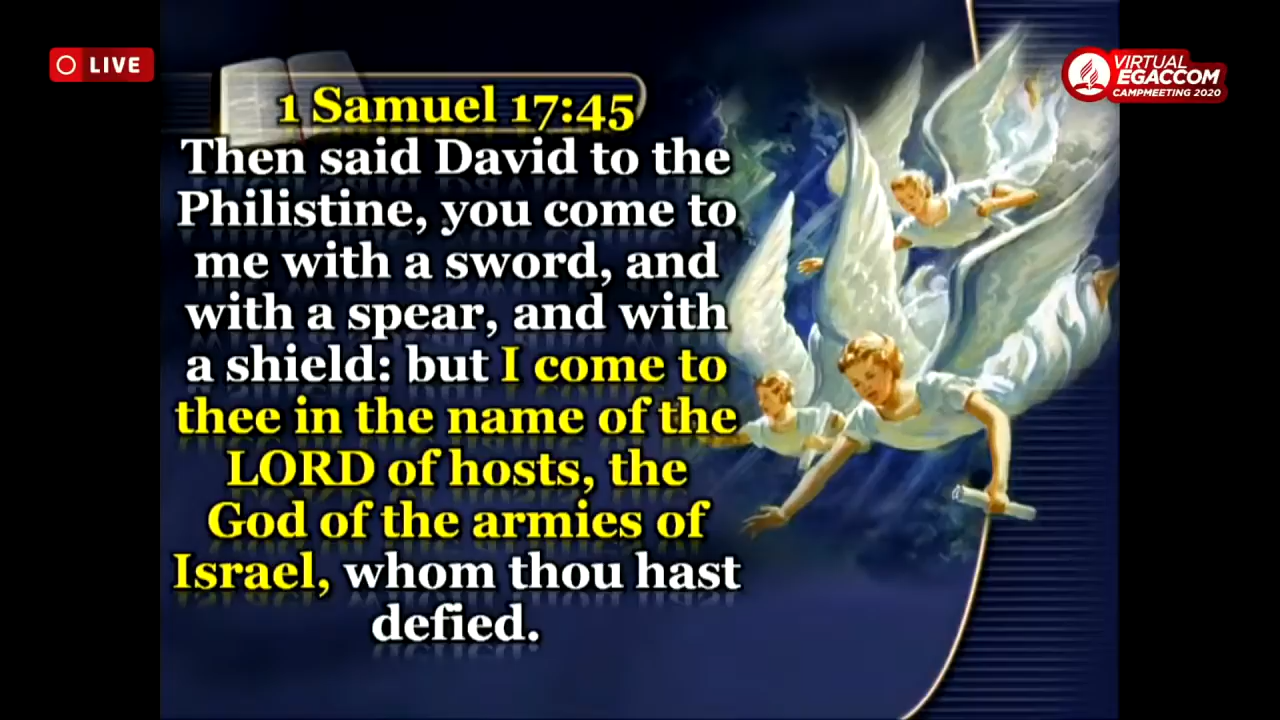 LIVE
VIRTUAL
EGACCOM
CAMPMEETING 2020
1 Samuel 17:45
Then said David to the
Philistine, you come to
me with a sword, and
with a spear, and with
a shield: but I come to
thee in the name of the
LORD of hosts, the
God of the armies of
Israel, whom thou hast
defied.